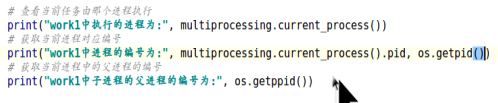 # 查看当前任务由那个进程执行
print("work1中执行的进程为:", multiprocessing.current_process())
# 获取当前进程对应编号
print("work1中进程的编号为:", multiprocessing.current_process().pid, os.getpid())
# 获取当前进程中的父进程的编号
print("work1中子进程的父进程的编号为:", os.getppid())